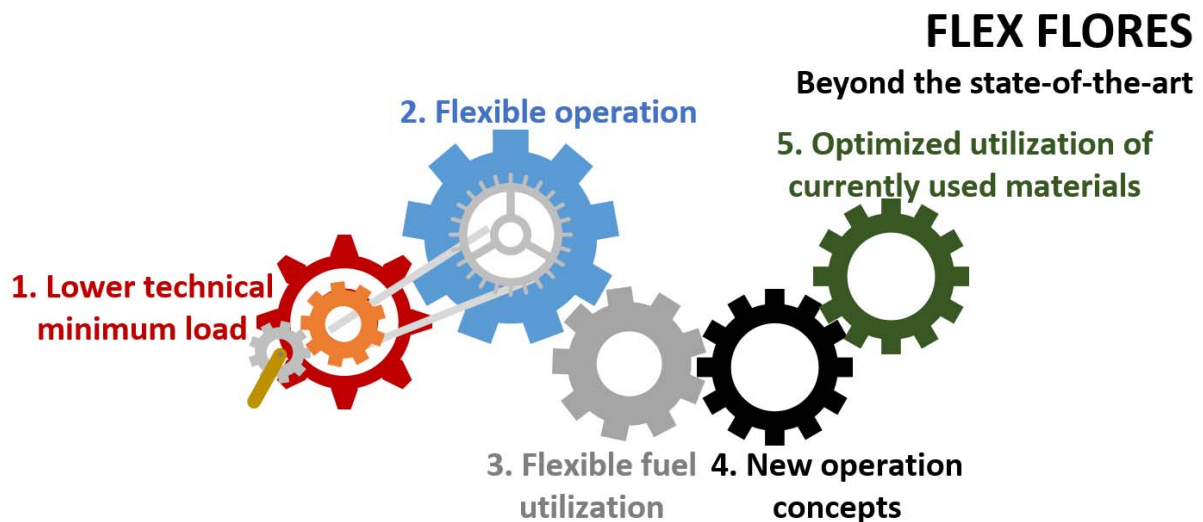 FLEX FLORES
Beyond the state-of-the-art
1. Lower technical
minimum load
2. Flexible operation
3. Flexible fuel
utilization
4. New operation
concepts
5. Optimized utilization of
currently used materials